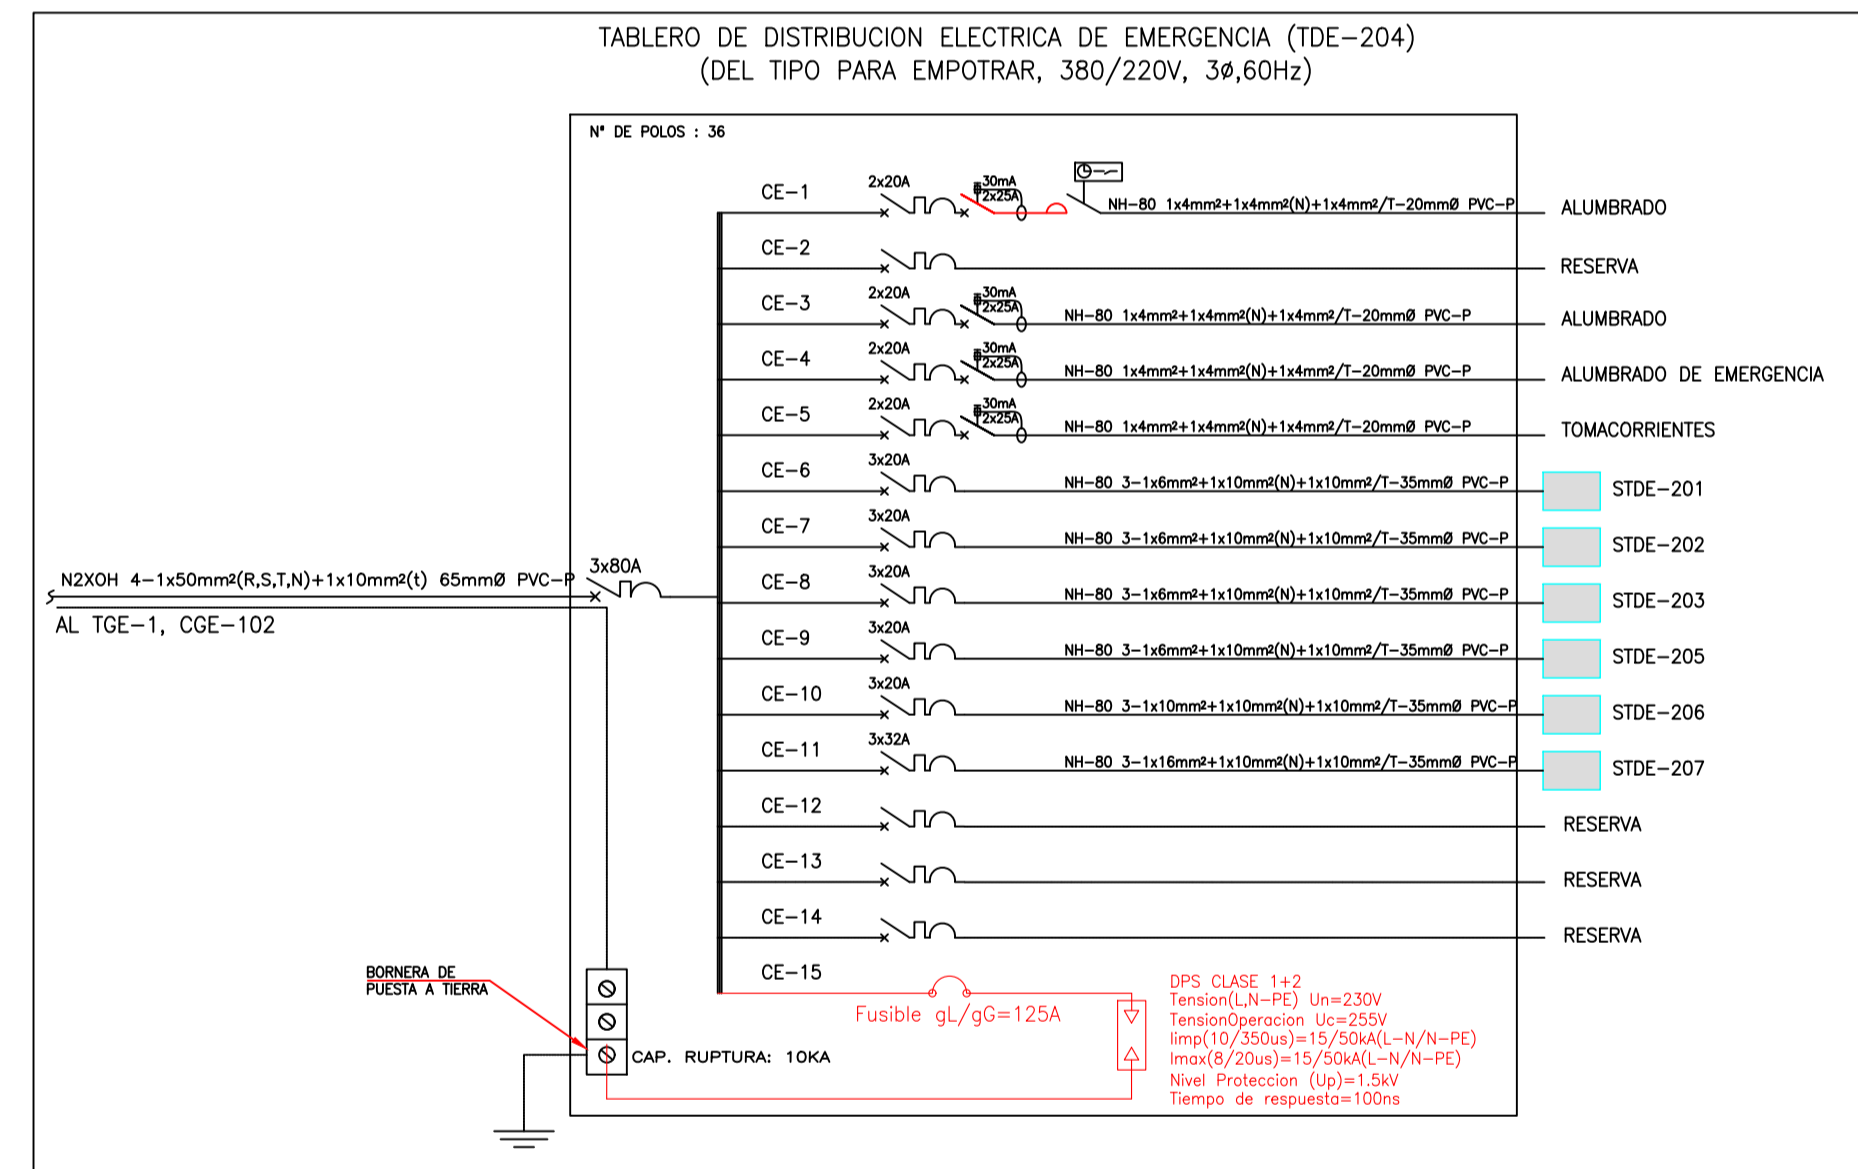 TABLERO DE DISTRIBUCION ELECTRICA DE EMERGENCIA (TDE-204)
(DEL TIPO PARA EMPOTRAR, 380/220V, 3ø,60Hz)
N° DE POLOS : 36
CE-1 2x20A 30mA 2x25A NH-80 1x4mm²+1x4mm²(N)+1x4mm²/T-20mmØ PVC-P ALUMBRADO
CE-2 RESERVA
CE-3 2x20A 30mA 2x25A NH-80 1x4mm²+1x4mm²(N)+1x4mm²/T-20mmØ PVC-P ALUMBRADO
CE-4 2x20A 30mA 2x25A NH-80 1x4mm²+1x4mm²(N)+1x4mm²/T-20mmØ PVC-P ALUMBRADO DE EMERGENCIA
CE-5 2x20A 30mA 2x25A NH-80 1x4mm²+1x4mm²(N)+1x4mm²/T-20mmØ PVC-P TOMACORRIENTES
CE-6 3x20A NH-80 3-1x6mm²+1x10mm²(N)+1x10mm²/T-35mmØ PVC-P STDE-201
CE-7 3x20A NH-80 3-1x6mm²+1x10mm²(N)+1x10mm²/T-35mmØ PVC-P STDE-202
N2XOH 4-1x50mm²(R,S,T,N)+1x10mm²(t) 65mmØ PVC-P 3x80A
AL TGE-1, CGE-102
CE-8 3x20A NH-80 3-1x6mm²+1x10mm²(N)+1x10mm²/T-35mmØ PVC-P STDE-203
CE-9 3x20A NH-80 3-1x6mm²+1x10mm²(N)+1x10mm²/T-35mmØ PVC-P STDE-205
CE-10 3x20A NH-80 3-1x10mm²+1x10mm²(N)+1x10mm²/T-35mmØ PVC-P STDE-206
CE-11 3x32A NH-80 3-1x16mm²+1x10mm²(N)+1x10mm²/T-35mmØ PVC-P STDE-207
CE-12 RESERVA
CE-13 RESERVA
CE-14 RESERVA
CE-15
BORNERA DE
PUESTA A TIERRA
Fusible gL/gG=125A
CAP. RUPTURA: 10KA
DPS CLASE 1+2
Tension(L,N-PE) Un=230V
TensionOperacion Uc=255V
Iimp(10/350us)=15/50kA(L-N/N-PE)
Imax(8/20us)=15/50kA(L-N/N-PE)
Nivel Proteccion (Up)=1.5kV
Tiempo de respuesta=100ns